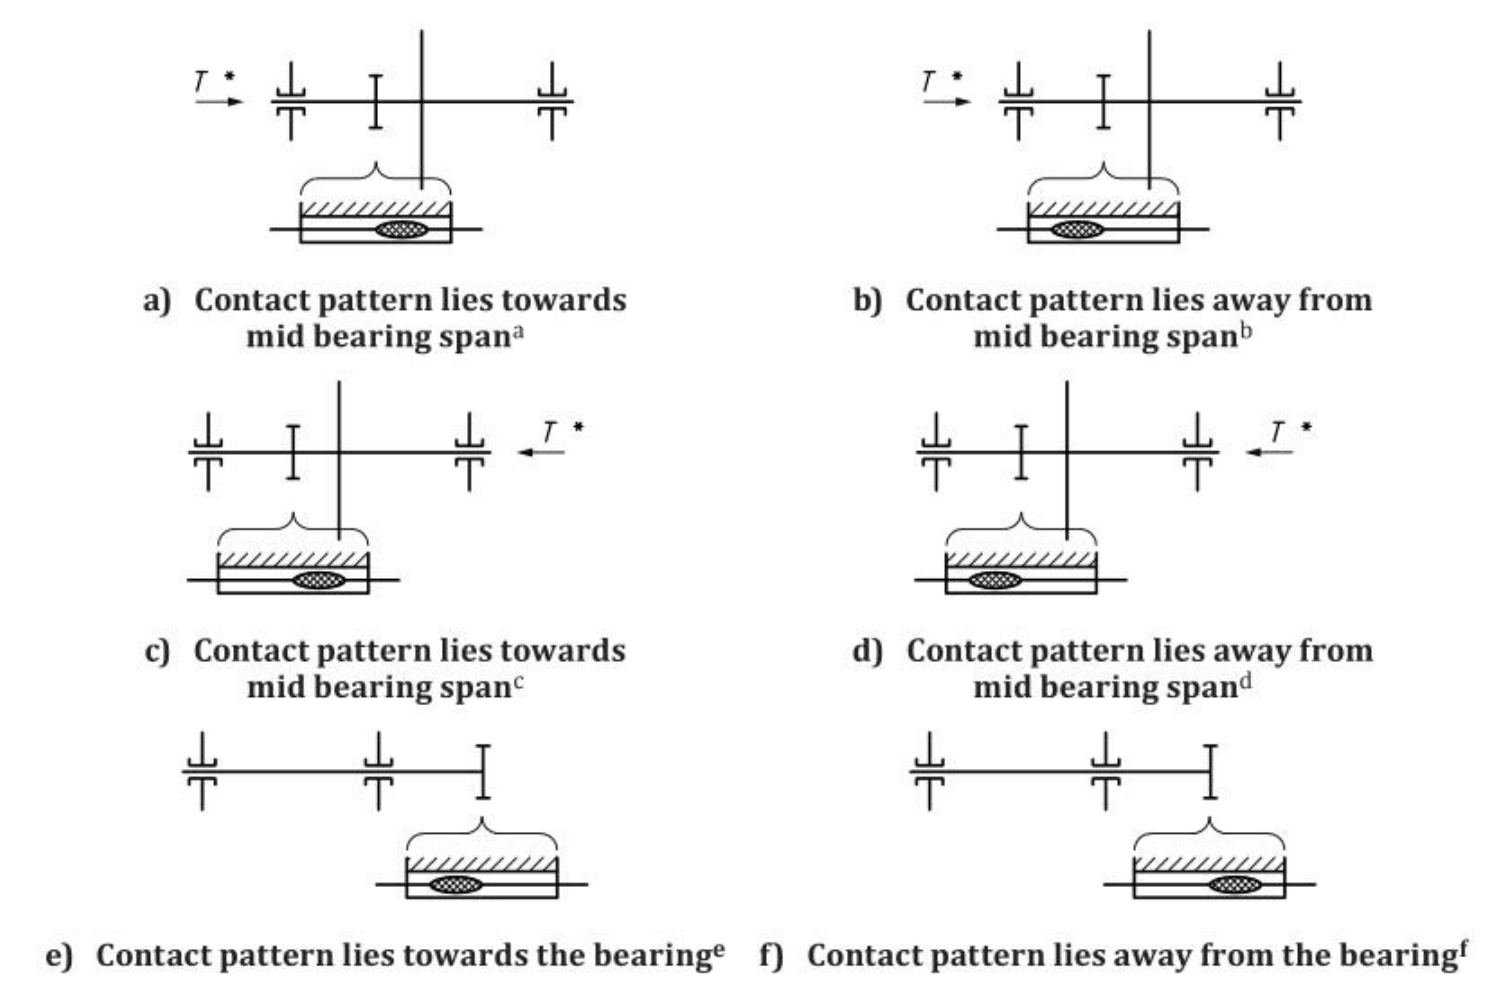 T *
T *
a) Contact pattern lies towards
mid bearing spanᵃ
b) Contact pattern lies away from
mid bearing spanᵇ
T *
T *
c) Contact pattern lies towards
mid bearing spanᶜ
d) Contact pattern lies away from
mid bearing spanᵈ
e) Contact pattern lies towards the bearingᵉ
f) Contact pattern lies away from the bearingᶠ